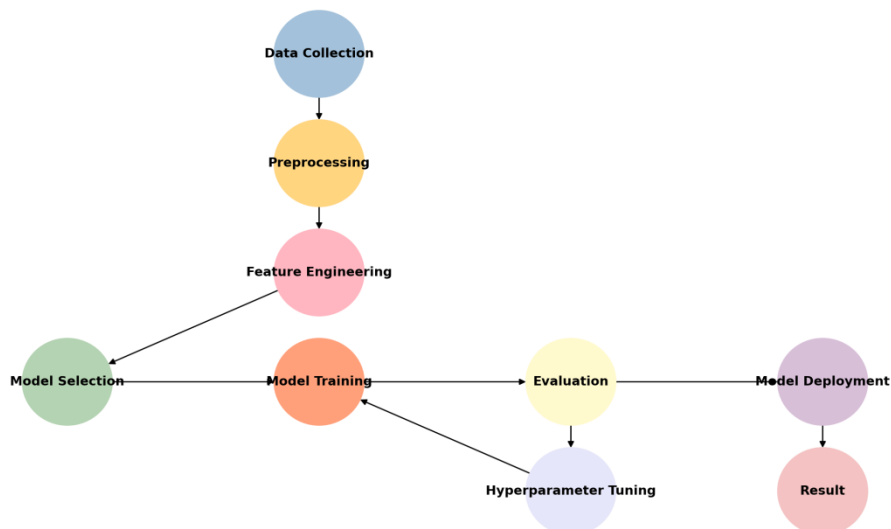 Data Collection
Preprocessing
Feature Engineering
Model Selection
Model Training
Evaluation
Model Deployment
Hyperparameter Tuning
Result